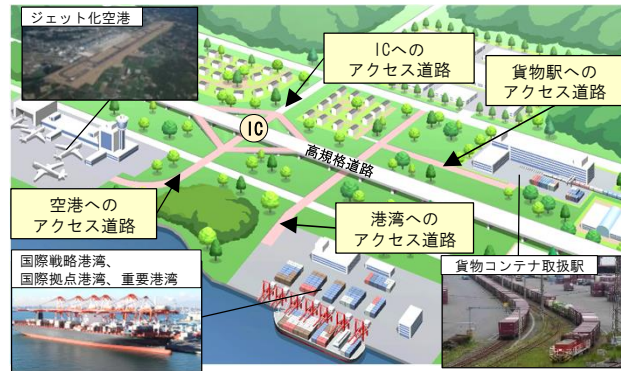 ジェット化空港
ICへの
アクセス道路
貨物駅への
アクセス道路
IC
高規格道路
空港への
アクセス道路
港湾への
アクセス道路
国際戦略港湾、
国際拠点港湾、重要港湾
貨物コンテナ取扱駅